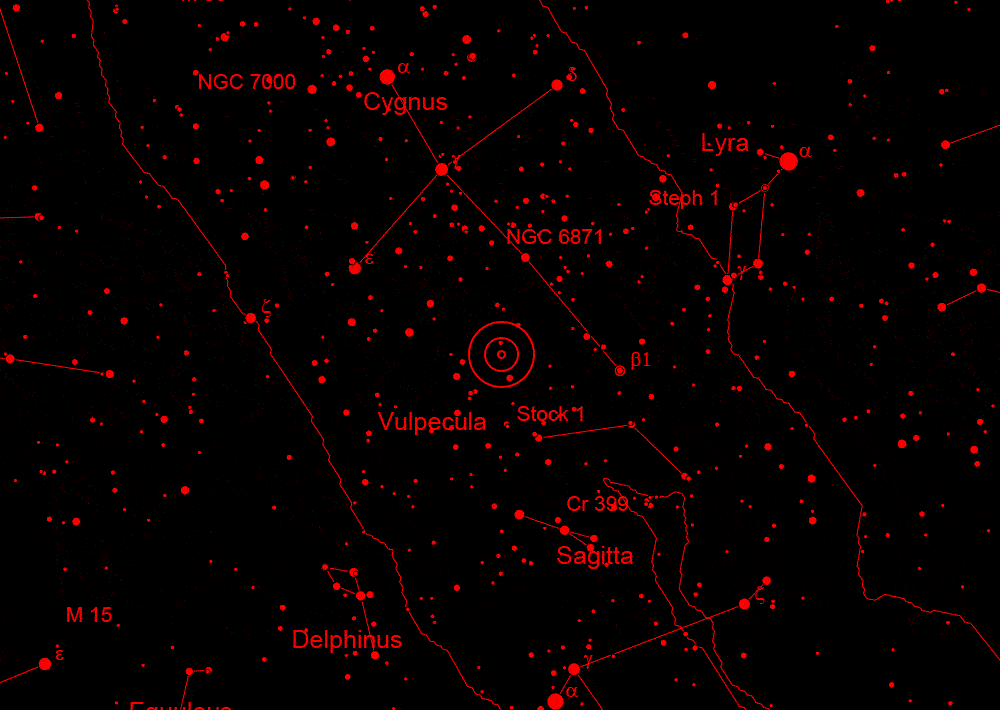 NGC 7000
α
δ
Cygnus
Lyra
α
γ
Steph 1
NGC 6871
ε
γ
ζ
β1
Stock 1
Vulpecula
Cr 399
Sagitta
ζ
M 15
Delphinus
ε
γ
α